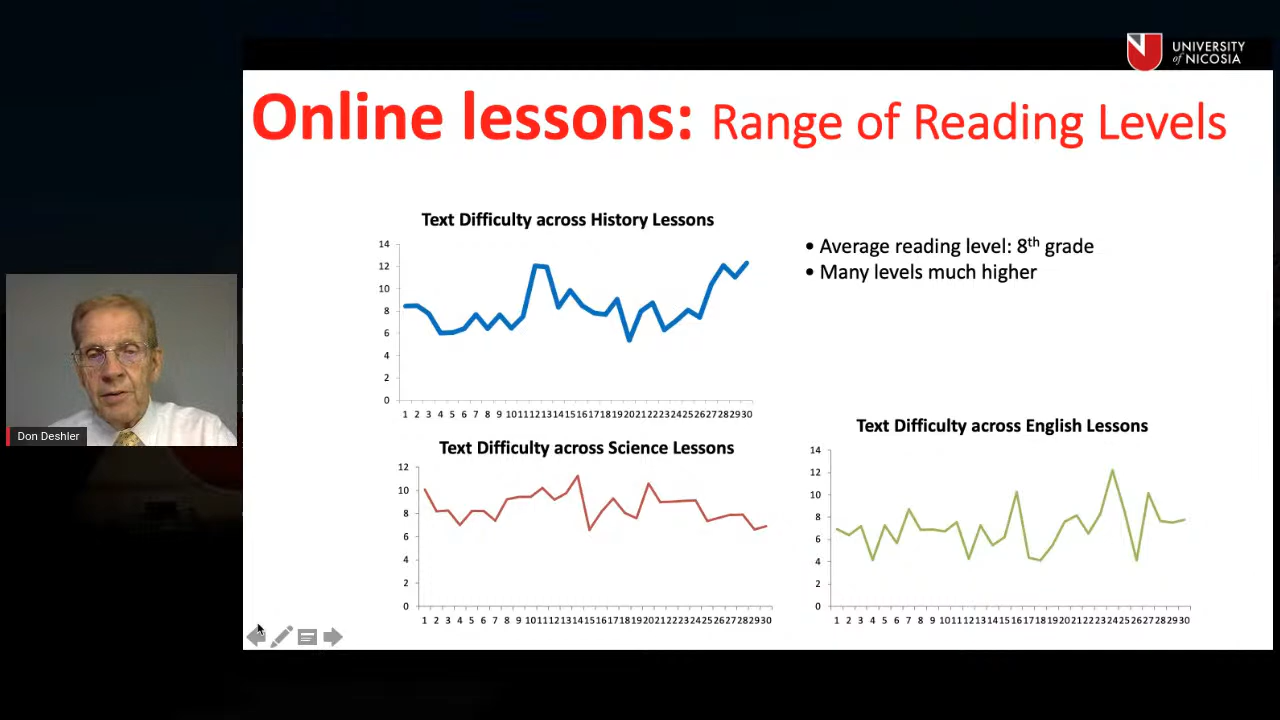 UNIVERSITY
of NICOSIA
Online lessons: Range of Reading Levels
Text Difficulty across History Lessons
14
12
10
8
6
4
2
0
1 2 3 4 5 6 7 8 9 10 11 12 13 14 15 16 17 18 19 20 21 22 23 24 25 26 27 28 29 30
• Average reading level: 8th grade
• Many levels much higher
Don Deshler
Text Difficulty across Science Lessons
12
10
8
6
4
2
0
1 2 3 4 5 6 7 8 9 10 11 12 13 14 15 16 17 18 19 20 21 22 23 24 25 26 27 28 29 30
Text Difficulty across English Lessons
14
12
10
8
6
4
2
0
1 2 3 4 5 6 7 8 9 10 11 12 13 14 15 16 17 18 19 20 21 22 23 24 25 26 27 28 29 30